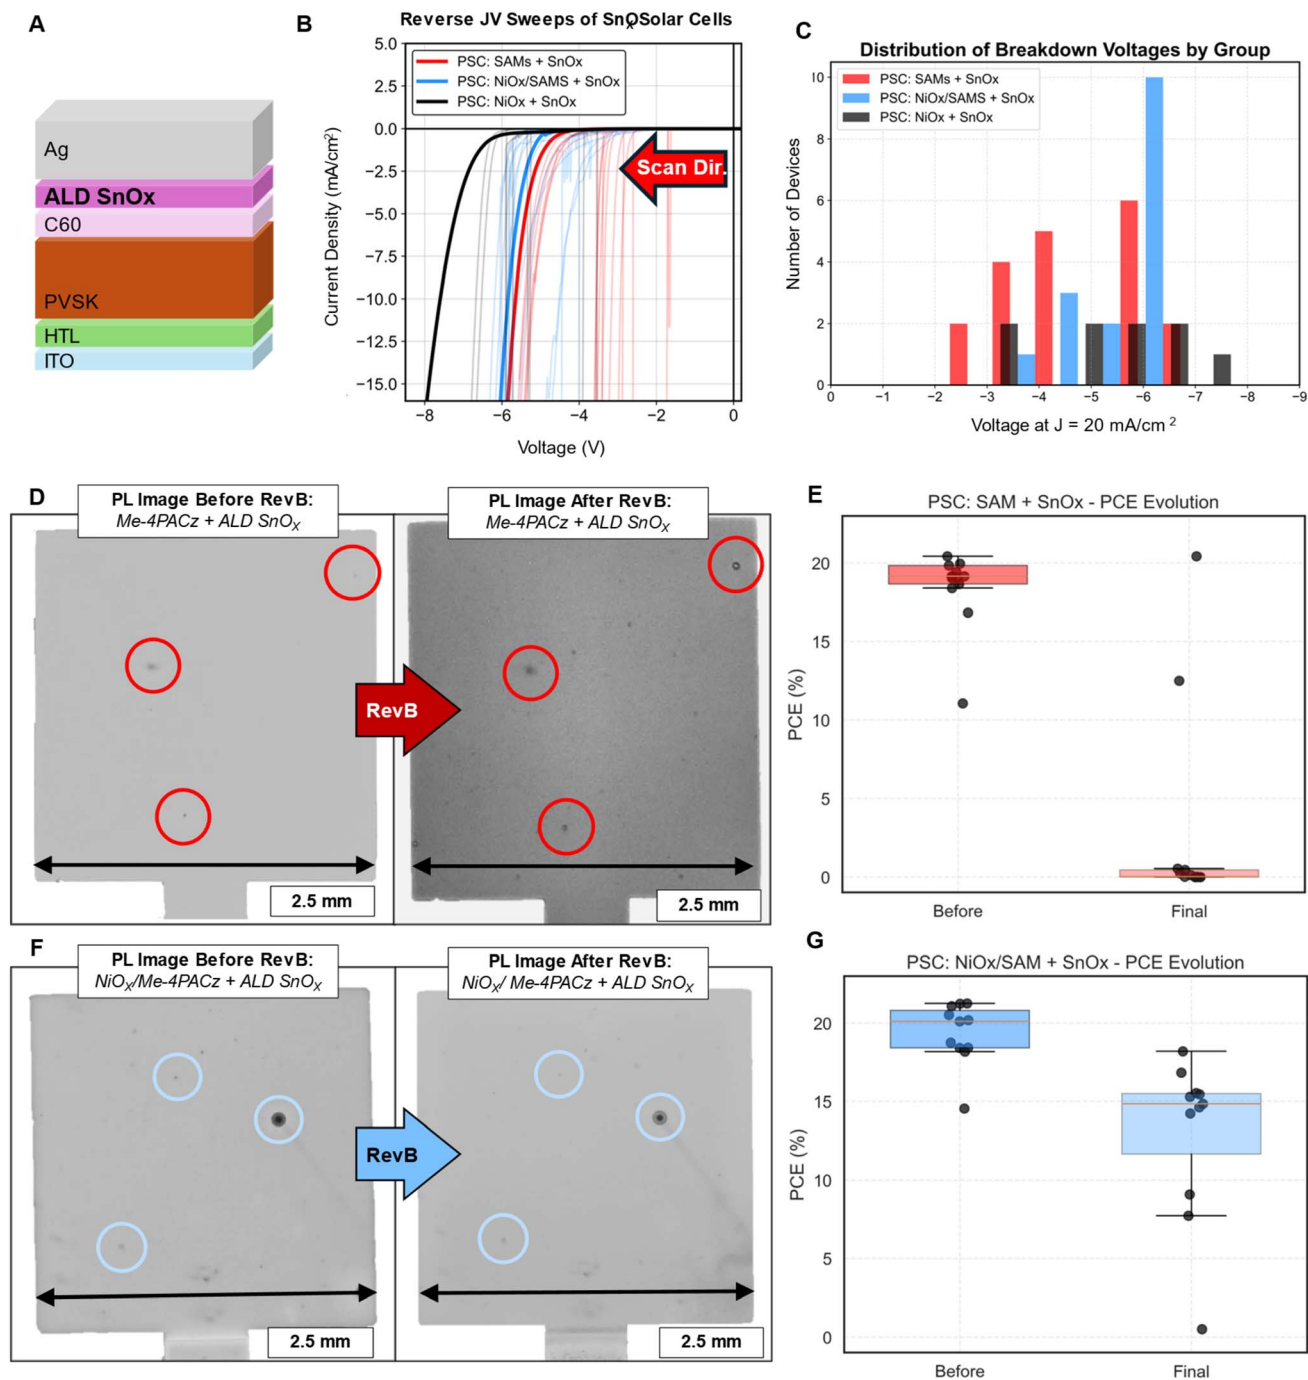 A
Ag
ALD SnOx
C60
PVSK
HTL
ITO
B
Reverse JV Sweeps of SnOxSolar Cells
PSC: SAMs + SnOx
PSC: NiOx/SAMS + SnOx
PSC: NiOx + SnOx
Scan Dir.
Current Density (mA/cm²)
5.0
2.5
0.0
−2.5
−5.0
−7.5
−10.0
−12.5
−15.0
−8
−6
−4
−2
0
Voltage (V)
C
Distribution of Breakdown Voltages by Group
PSC: SAMs + SnOx
PSC: NiOx/SAMS + SnOx
PSC: NiOx + SnOx
Number of Devices
10
8
6
4
2
0
0
−1
−2
−3
−4
−5
−6
−7
−8
−9
Voltage at J = 20 mA/cm ²
D
PL Image Before RevB:
Me-4PACz + ALD SnOX
PL Image After RevB:
Me-4PACz + ALD SnOX
RevB
2.5 mm
2.5 mm
E
PSC: SAM + SnOx - PCE Evolution
PCE (%)
20
15
10
5
0
Before
Final
F
PL Image Before RevB:
NiOX/Me-4PACz + ALD SnOX
PL Image After RevB:
NiOX/ Me-4PACz + ALD SnOX
RevB
2.5 mm
2.5 mm
G
PSC: NiOx/SAM + SnOx - PCE Evolution
PCE (%)
20
15
10
5
0
Before
Final